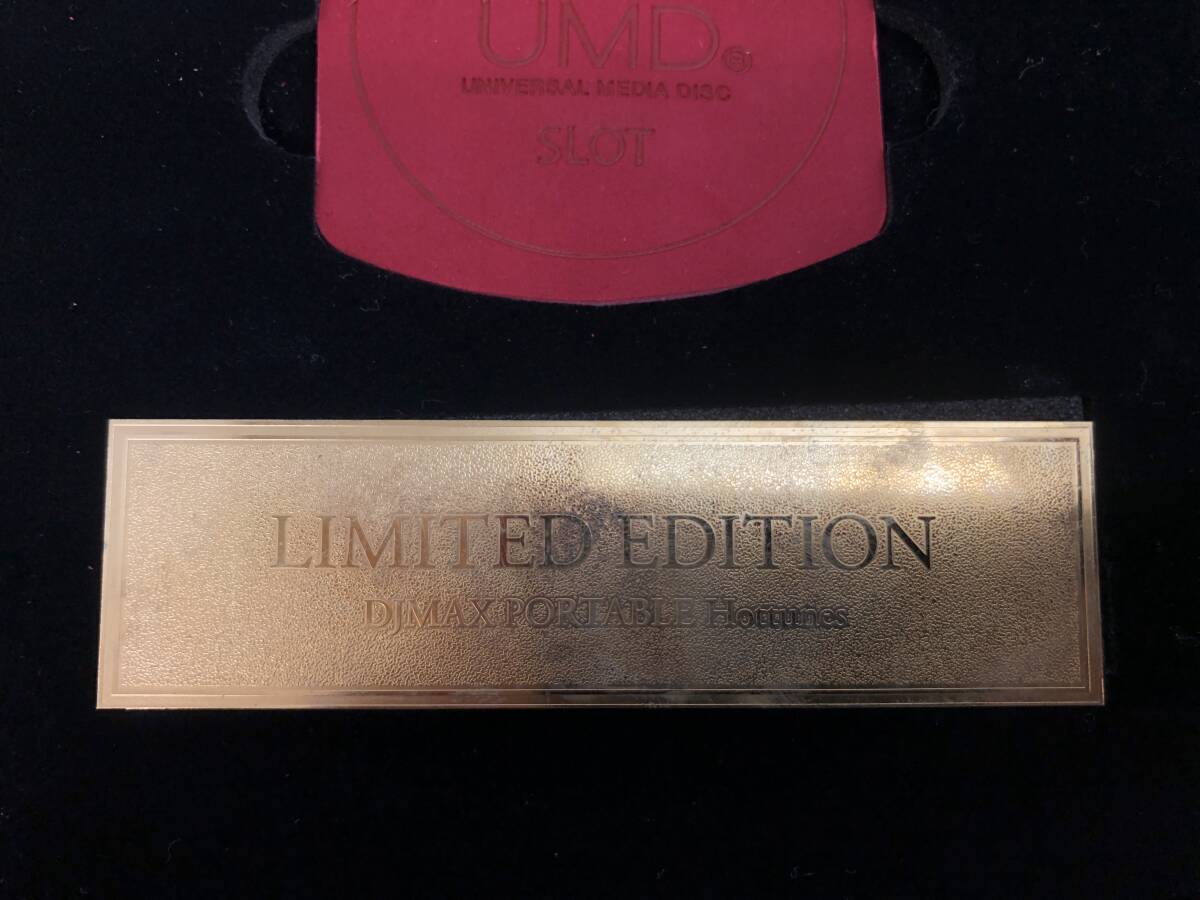 UMD®
UNIVERSAL MEDIA DISC
SLOT
LIMITED EDITION
DJMAX PORTABLE Hottunes